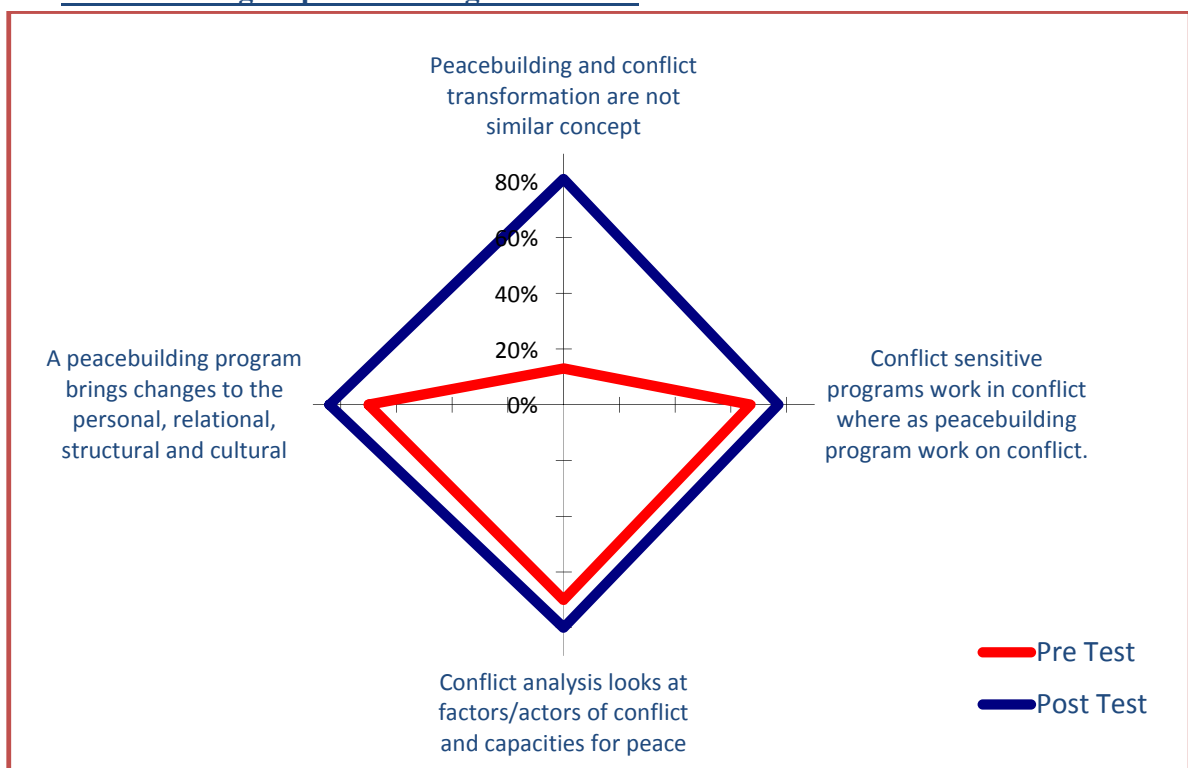 Peacebuilding and conflict
transformation are not
similar concept
80%
60%
40%
20%
0%
A peacebuilding program
brings changes to the
personal, relational,
structural and cultural
Conflict sensitive
programs work in conflict
where as peacebuilding
program work on conflict.
Conflict analysis looks at
factors/actors of conflict
and capacities for peace
Pre Test
Post Test